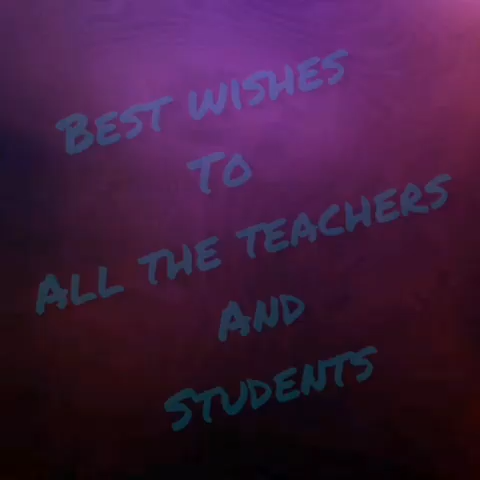 Best wishes
To
All the teachers
And
Students